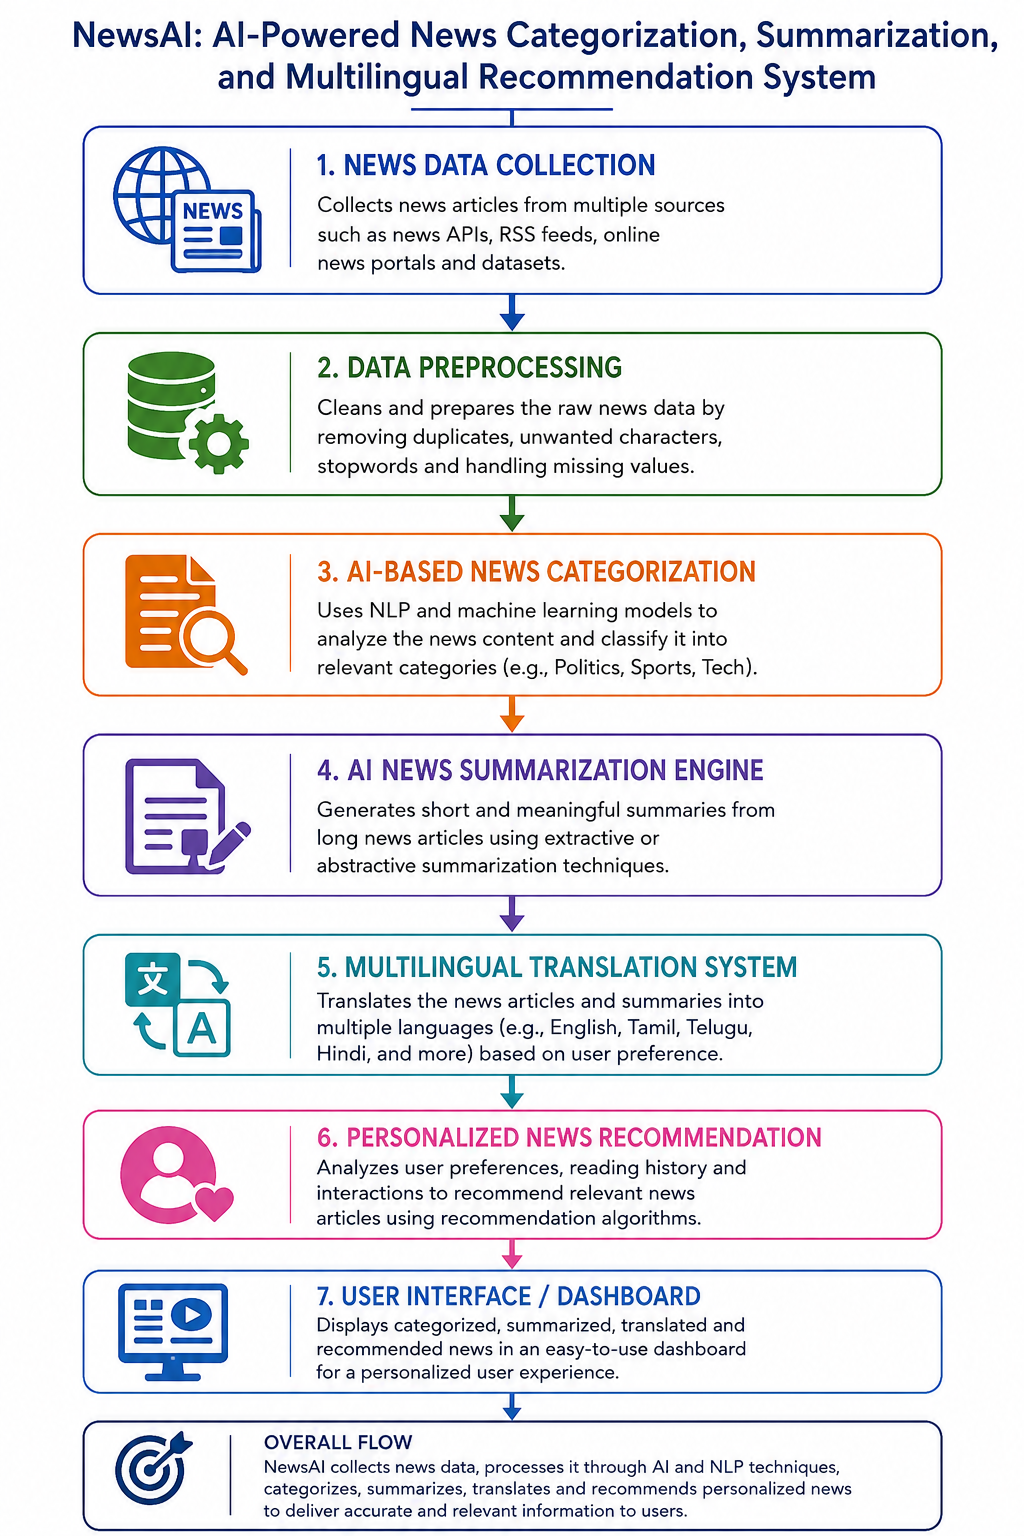 NewsAI: AI-Powered News Categorization, Summarization,
and Multilingual Recommendation System
NEWS
1. NEWS DATA COLLECTION
Collects news articles from multiple sources
such as news APIs, RSS feeds, online
news portals and datasets.
2. DATA PREPROCESSING
Cleans and prepares the raw news data by
removing duplicates, unwanted characters,
stopwords and handling missing values.
3. AI-BASED NEWS CATEGORIZATION
Uses NLP and machine learning models to
analyze the news content and classify it into
relevant categories (e.g., Politics, Sports, Tech).
4. AI NEWS SUMMARIZATION ENGINE
Generates short and meaningful summaries from
long news articles using extractive or
abstractive summarization techniques.
文
A
5. MULTILINGUAL TRANSLATION SYSTEM
Translates the news articles and summaries into
multiple languages (e.g., English, Tamil, Telugu,
Hindi, and more) based on user preference.
6. PERSONALIZED NEWS RECOMMENDATION
Analyzes user preferences, reading history and
interactions to recommend relevant news
articles using recommendation algorithms.
7. USER INTERFACE / DASHBOARD
Displays categorized, summarized, translated and
recommended news in an easy-to-use dashboard
for a personalized user experience.
OVERALL FLOW
NewsAI collects news data, processes it through AI and NLP techniques,
categorizes, summarizes, translates and recommends personalized news
to deliver accurate and relevant information to users.